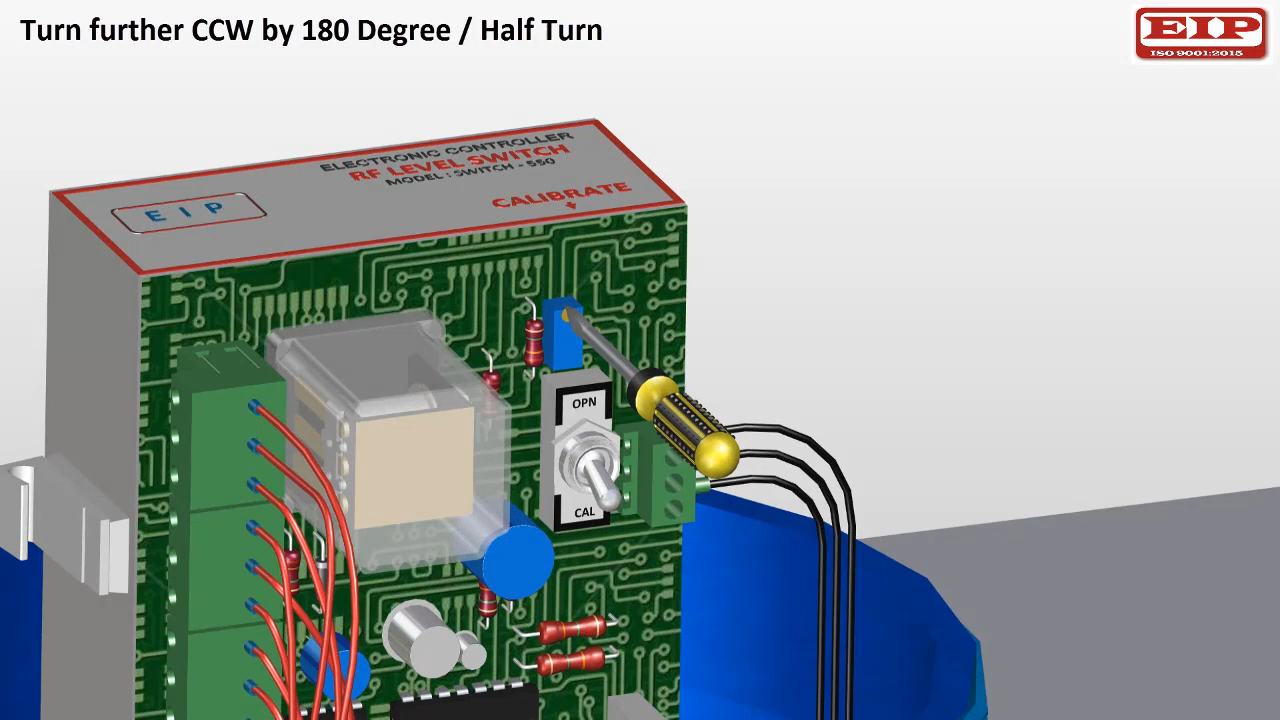 Turn further CCW by 180 Degree / Half Turn
EIP
ISO 9001:2015
ELECTRONIC CONTROLLER
RF LEVEL SWITCH
MODEL : SWITCH - 550
CALIBRATE
E I P
OPN
CAL